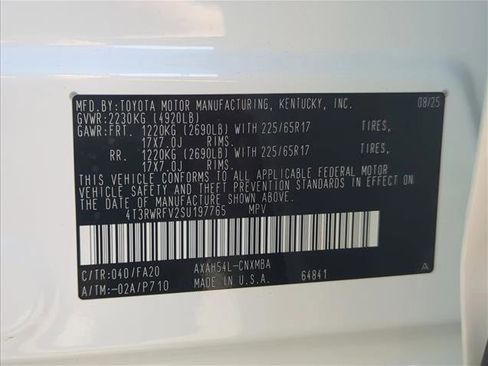 MFD.BY:TOYOTA MOTOR MANUFACTURING, KENTUCKY, INC. 08/25
GVWR:2230KG (4920LB)
GAWR:FRT. 1220KG (2690LB) WITH 225/65R17 TIRES,
17X7.0J RIMS.
RR. 1220KG (2690LB) WITH 225/65R17 TIRES,
17X7.0J RIMS.
THIS VEHICLE CONFORMS TO ALL APPLICABLE FEDERAL MOTOR
VEHICLE SAFETY AND THEFT PREVENTION STANDARDS IN EFFECT
ON THE DATE OF MANUFACTURE SHOWN ABOVE.
4T3RWRFV2SU197765 MPV
C/TR:040/FA20 AXAH54L-CNXMBA
A/TM:-02A/P710 MADE IN U.S.A. 64841 A